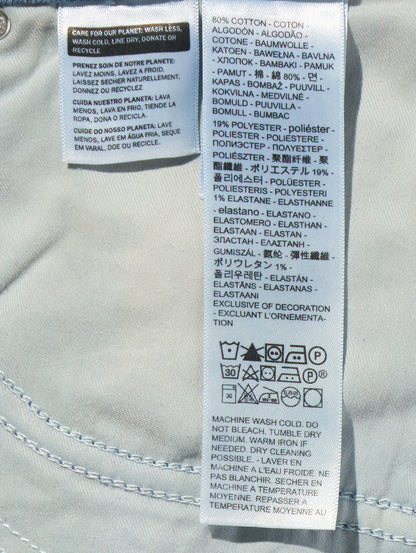 CARE FOR OUR PLANET: WASH LESS,
WASH COLD, LINE DRY, DONATE OR
RECYCLE
PRENEZ SOIN DE NOTRE PLANETE:
LAVEZ MOINS, LAVEZ A FROID,
LAISSEZ SÉCHER NATURELLEMENT,
DONNEZ OU RECYCLEZ
CUIDA NUESTRO PLANETA: LAVA
MENOS, LAVA EN FRIO, TIENDE LA
ROPA, DONA O RECICLA.
CUIDE DO NOSSO PLANETA: LAVA
MENOS, LAVE EM ÁGUA FRIA, SEQUE
EM VARAL, DOE OU RECICLE.
80% COTTON - COTON -
ALGODÓN - ALGODÃO -
COTONE - BAUMWOLLE -
KATOEN - BAWEŁNA - BAVLNA
- ХЛОПОК - ΒΑΜΒΑΚΙ - PAMUK
- PAMUT - 棉 - 綿 80% - 면 -
KAPAS - BOMBAŽ - PUUVILL -
KOKVILNA - MEDVILNĖ -
BOMULD - PUUVILLA -
BOMULL - BUMBAC
19% POLYESTER - poliéster -
POLIESTERE - POLIESTER -
ПОЛИЭСТЕР - ΠΟΛΥΕΣΤΕΡ -
POLIÉSZTER - 聚酯纤维 - 聚酯
纖維 - ポリエステル 19% -
폴리에스터 - POLÜESTER -
POLIESTERIS - POLYESTERI
1% ELASTANE - ELASTHANNE
- elastano - ELASTANO -
ELASTOMERO - ELASTHAN -
ELASTAAN - ELASTAN -
ЭЛАСТАН - ΕΛΑΣΤΑΝΗ -
GUMISZÁL - 氨纶 - 彈性纖維 -
ポリウレタン 1% -
폴리우레탄 - ELASTAN -
ELASTĀNS - ELASTANAS -
ELASTAANI
EXCLUSIVE OF DECORATION
- EXCLUANT L'ORNEMENTA-
TION
P
30
MACHINE WASH COLD. DO
NOT BLEACH. TUMBLE DRY
MEDIUM. WARM IRON IF
NEEDED. DRY CLEANING
POSSIBLE. - LAVER EN
MACHINE A L'EAU FROIDE. NE
PAS BLANCHIR. SECHER EN
MACHINE A TEMPERATURE
MOYENNE. REPASSER A
TEMPERATURE MOYENNE.